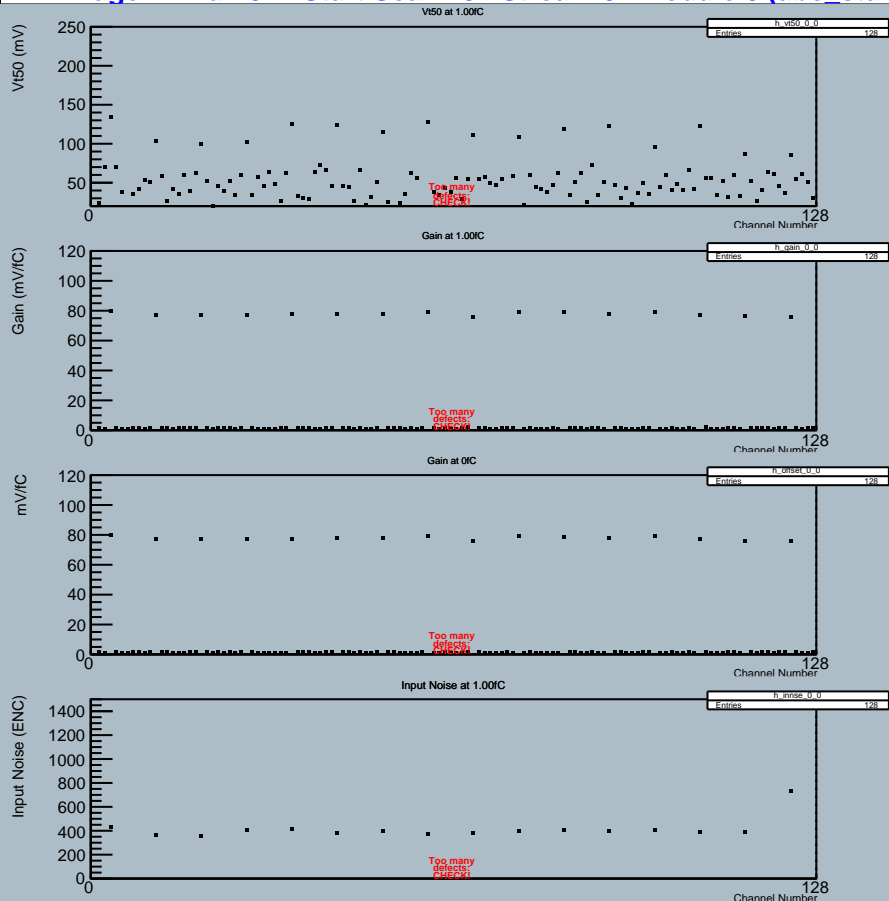 Vt50 at 1.00fC
h_vt50_0_0
Entries 128
Vt50 (mV)
250
200
150
100
50
Too many
defects:
CHECK!
0
128
Channel Number
Gain at 1.00fC
h_gain_0_0
Entries 128
Gain (mV/fC)
120
100
80
60
40
20
0
Too many
defects:
CHECK!
0
128
Channel Number
Gain at 0fC
h_offset_0_0
Entries 128
mV/fC
120
100
80
60
40
20
0
Too many
defects:
CHECK!
0
128
Channel Number
Input Noise at 1.00fC
h_innse_0_0
Entries 128
Input Noise (ENC)
1400
1200
1000
800
600
400
200
0
Too many
defects:
CHECK!
0
128
Channel Number